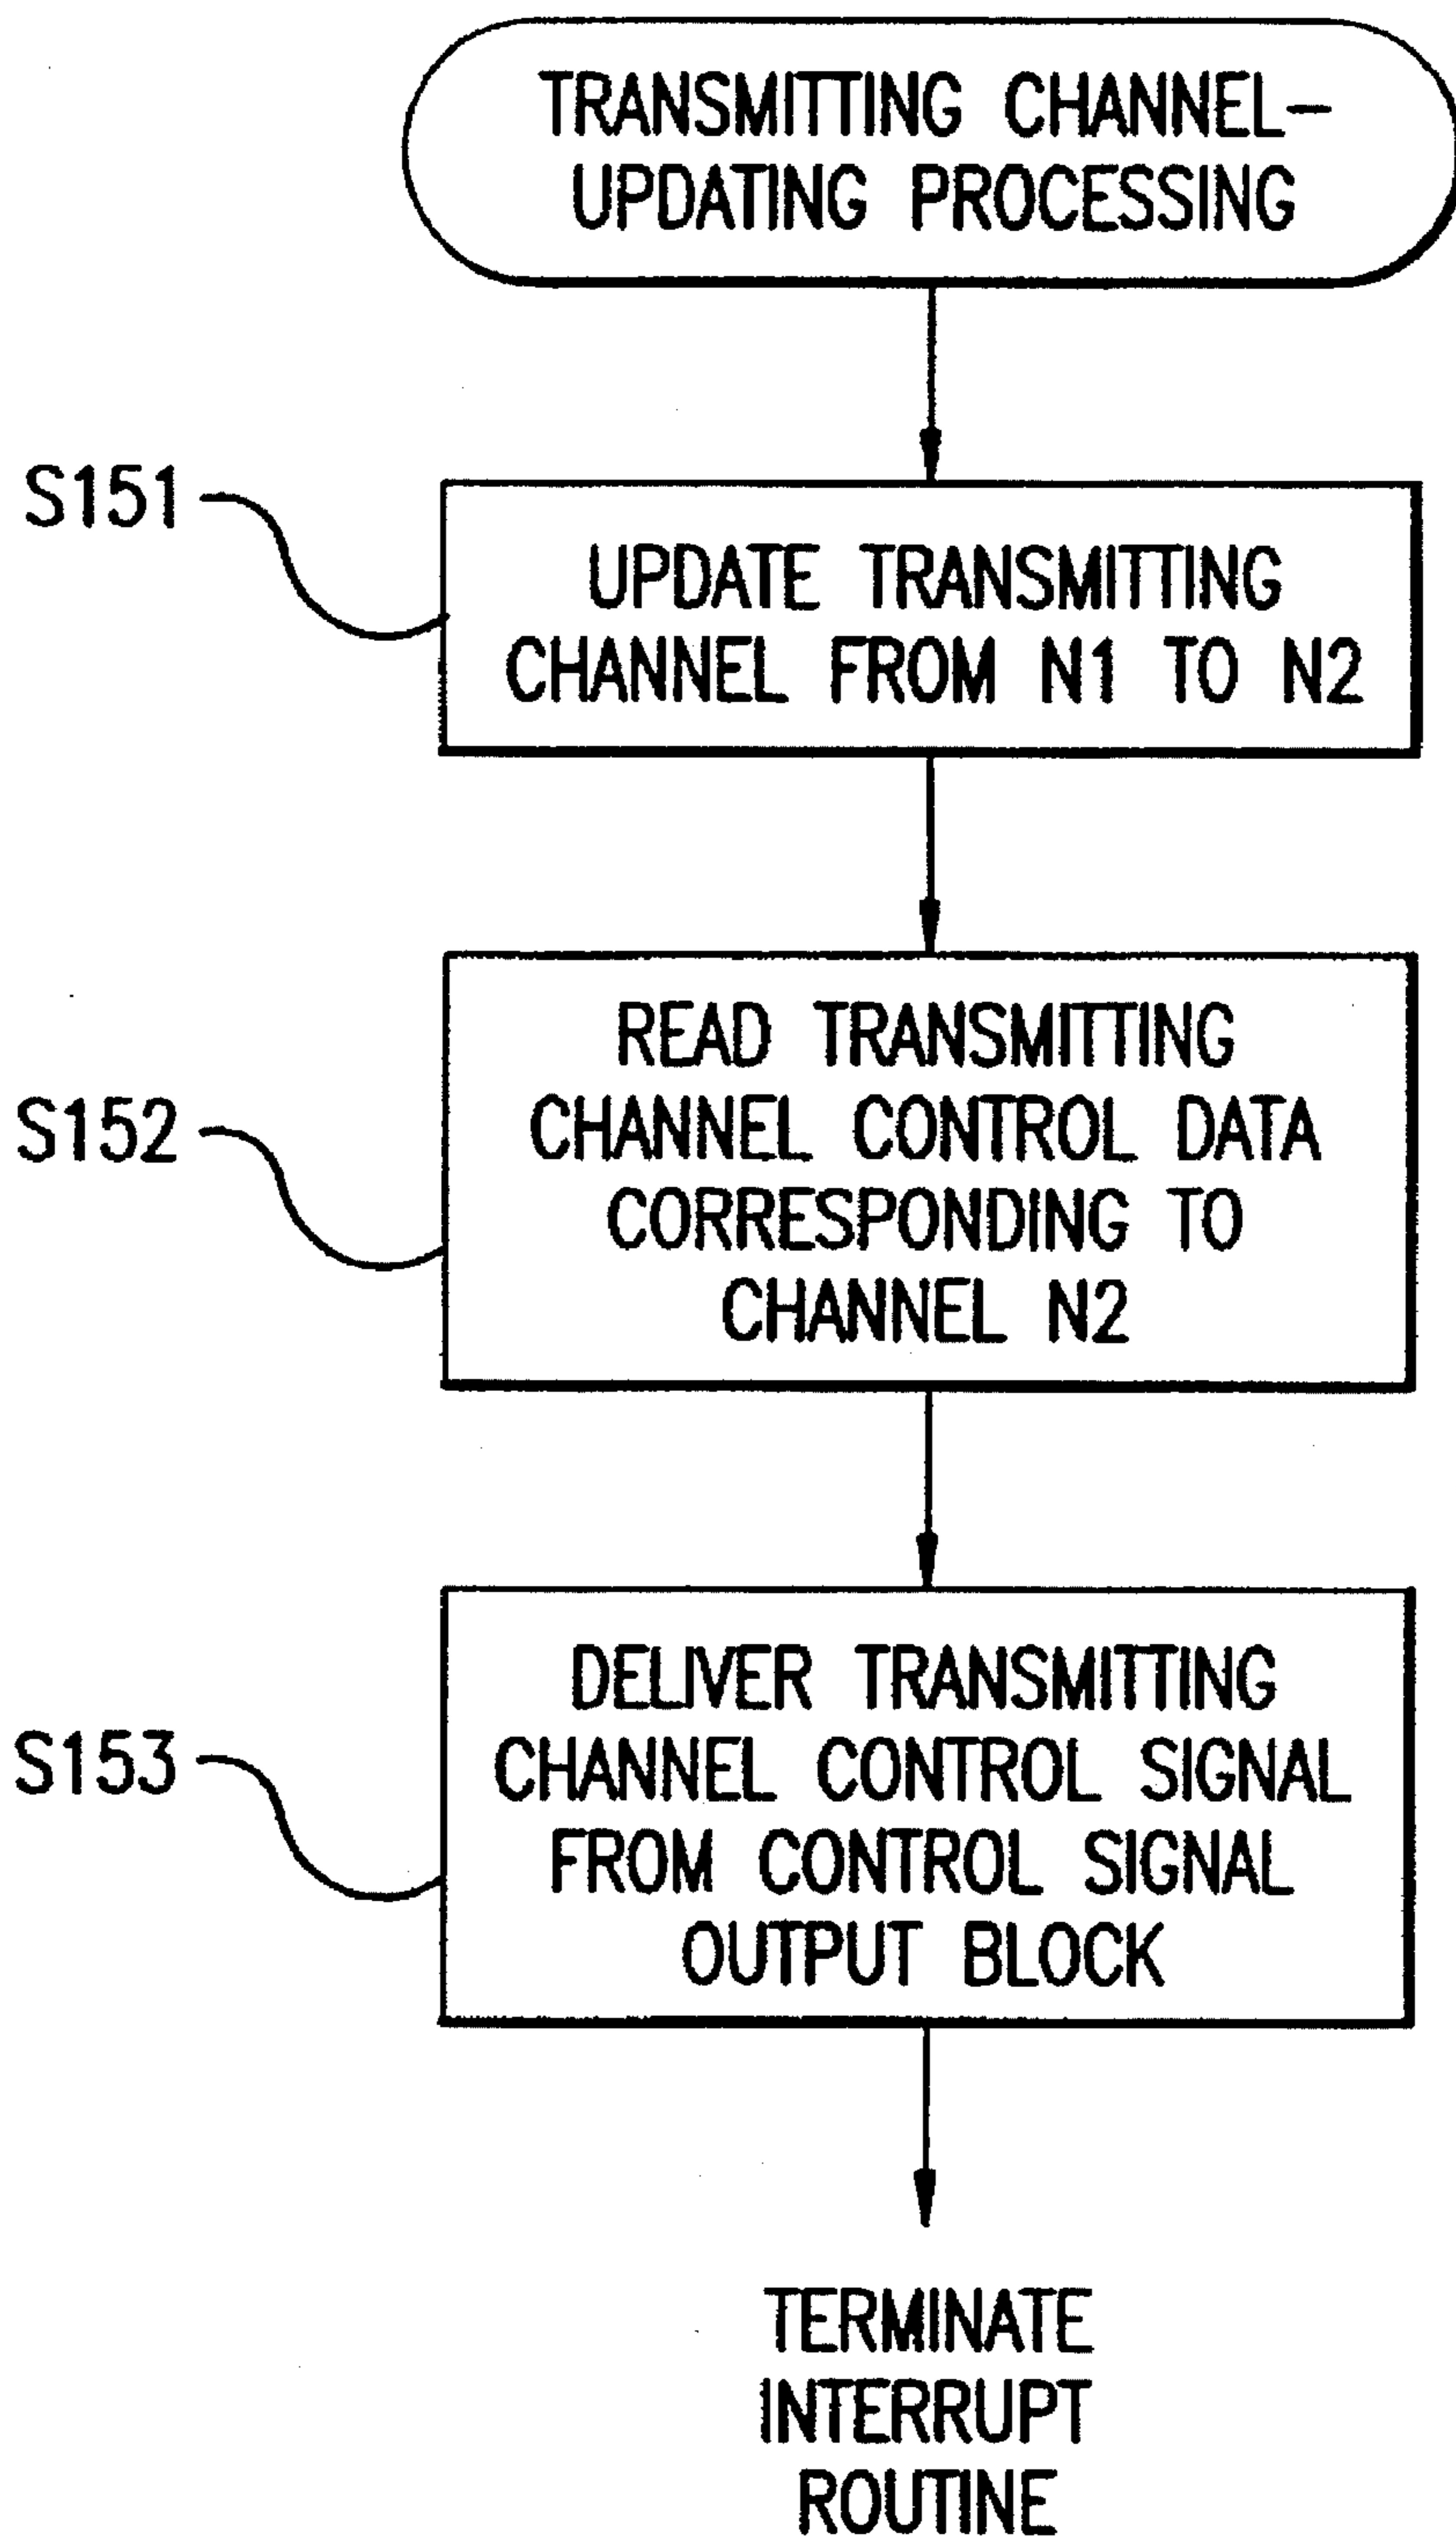 TRANSMITTING CHANNEL-
UPDATING PROCESSING
S151
UPDATE TRANSMITTING
CHANNEL FROM N1 TO N2
S152
READ TRANSMITTING
CHANNEL CONTROL DATA
CORRESPONDING TO
CHANNEL N2
S153
DELIVER TRANSMITTING
CHANNEL CONTROL SIGNAL
FROM CONTROL SIGNAL
OUTPUT BLOCK
TERMINATE
INTERRUPT
ROUTINE